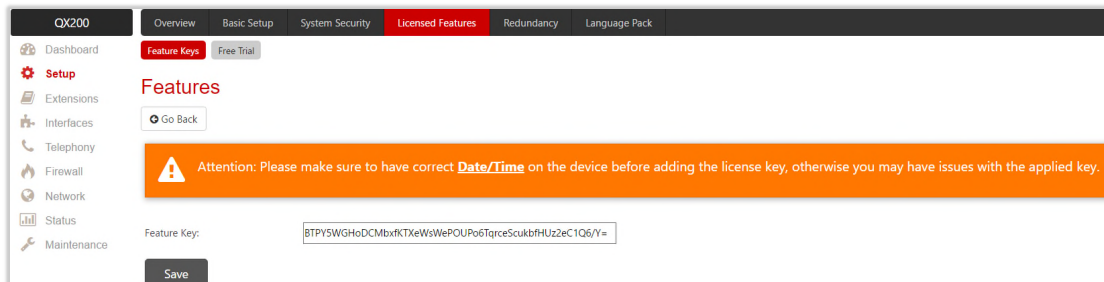 QX200
Overview Basic Setup System Security Licensed Features Redundancy Language Pack
Dashboard
Feature Keys Free Trial
Setup
Features
Extensions
Go Back
Interfaces
Telephony
Attention: Please make sure to have correct Date/Time on the device before adding the license key, otherwise you may have issues with the applied key.
Firewall
Network
Status
Feature Key: BTPY5WGHoDCMbxfKTXeWsWePOUPo6TqrceScukbfHUz2eC1Q6/Y=
Maintenance
Save